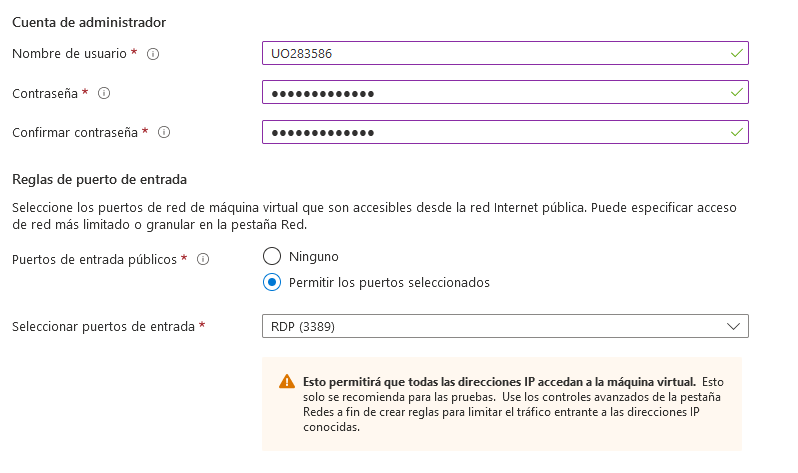 Cuenta de administrador
Nombre de usuario * UO283586
Contraseña * ●●●●●●●●●●●●●
Confirmar contraseña * ●●●●●●●●●●●●●
Reglas de puerto de entrada
Seleccione los puertos de red de máquina virtual que son accesibles desde la red Internet pública. Puede especificar acceso
de red más limitado o granular en la pestaña Red.
Puertos de entrada públicos * Ninguno
Permitir los puertos seleccionados
Seleccionar puertos de entrada * RDP (3389)
Esto permitirá que todas las direcciones IP accedan a la máquina virtual. Esto
solo se recomienda para las pruebas. Use los controles avanzados de la pestaña
Redes a fin de crear reglas para limitar el tráfico entrante a las direcciones IP
conocidas.